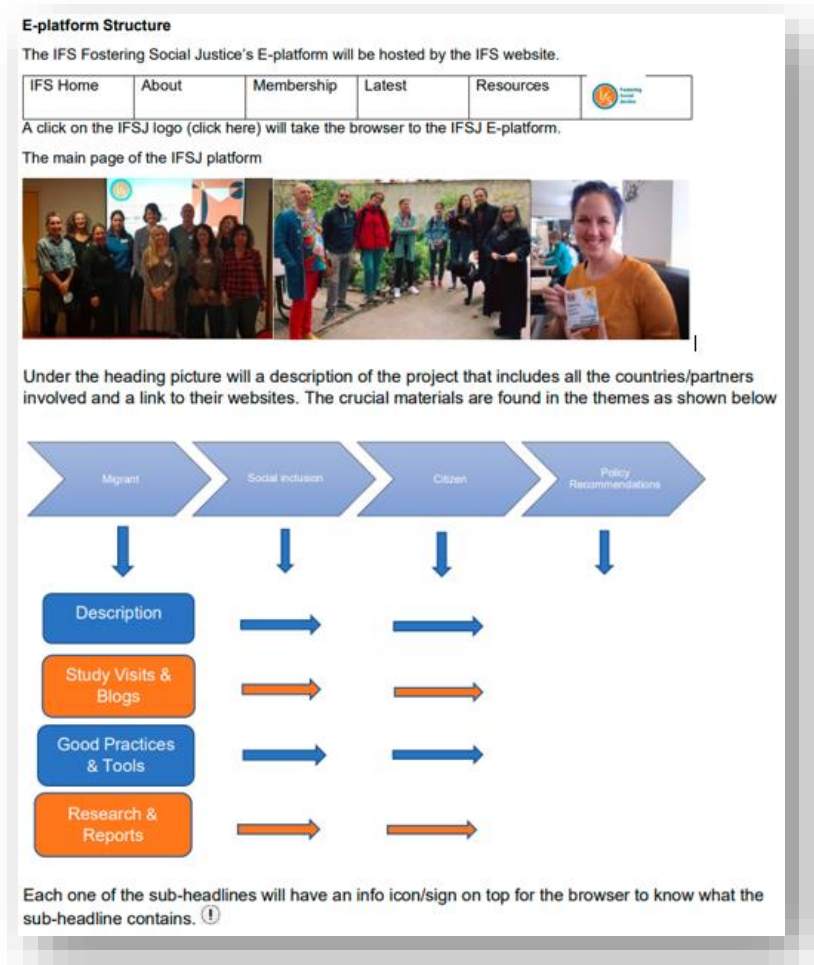 E-platform Structure
The IFS Fostering Social Justice's E-platform will be hosted by the IFS website.
IFS Home About Membership Latest Resources
IFS Fostering
Social
Justice
A click on the IFSJ logo (click here) will take the browser to the IFSJ E-platform.
The main page of the IFSJ platform
Under the heading picture will a description of the project that includes all the countries/partners
involved and a link to their websites. The crucial materials are found in the themes as shown below
Migrant Social inclusion Citizen Policy
Recommendations
Description
Study Visits &
Blogs
Good Practices
& Tools
Research &
Reports
Each one of the sub-headlines will have an info icon/sign on top for the browser to know what the
sub-headline contains.